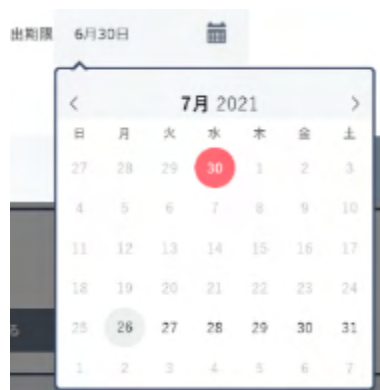 出期限 6月30日
< 7月 2021 >
日 月 火 水 木 金 土
27 28 29 30 1 2 3
4 5 6 7 8 9 10
11 12 13 14 15 16 17
18 19 20 21 22 23 24
る 25 26 27 28 29 30 31
1 2 3 4 5 6 7